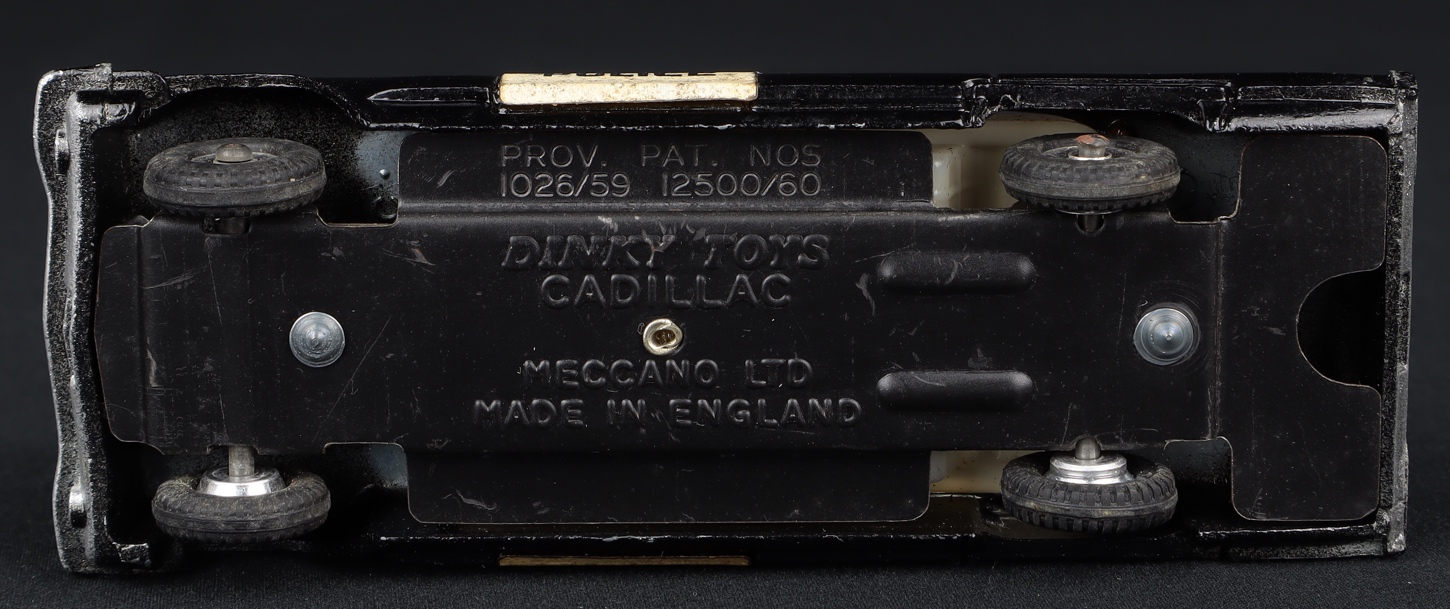 PROV. PAT. NOS
1026/59 12500/60
DINKY TOYS
CADILLAC
MECCANO LTD
MADE IN ENGLAND